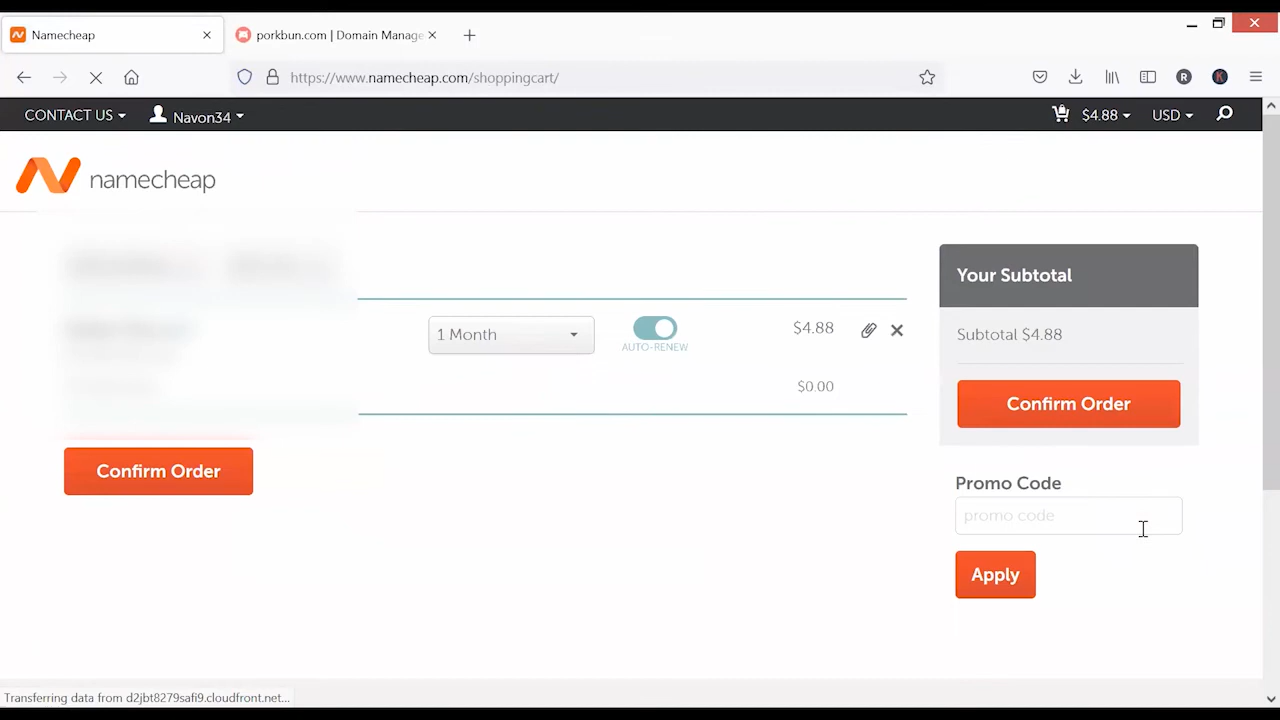 Namecheap
porkbun.com | Domain Manage
https://www.namecheap.com/shoppingcart/
R
K
CONTACT US
Navon34
$4.88
USD
namecheap
Your Subtotal
1 Month
AUTO-RENEW
$4.88
Subtotal $4.88
$0.00
Confirm Order
Confirm Order
Promo Code
promo code
Apply
Transferring data from d2jbt8279safi9.cloudfront.net...